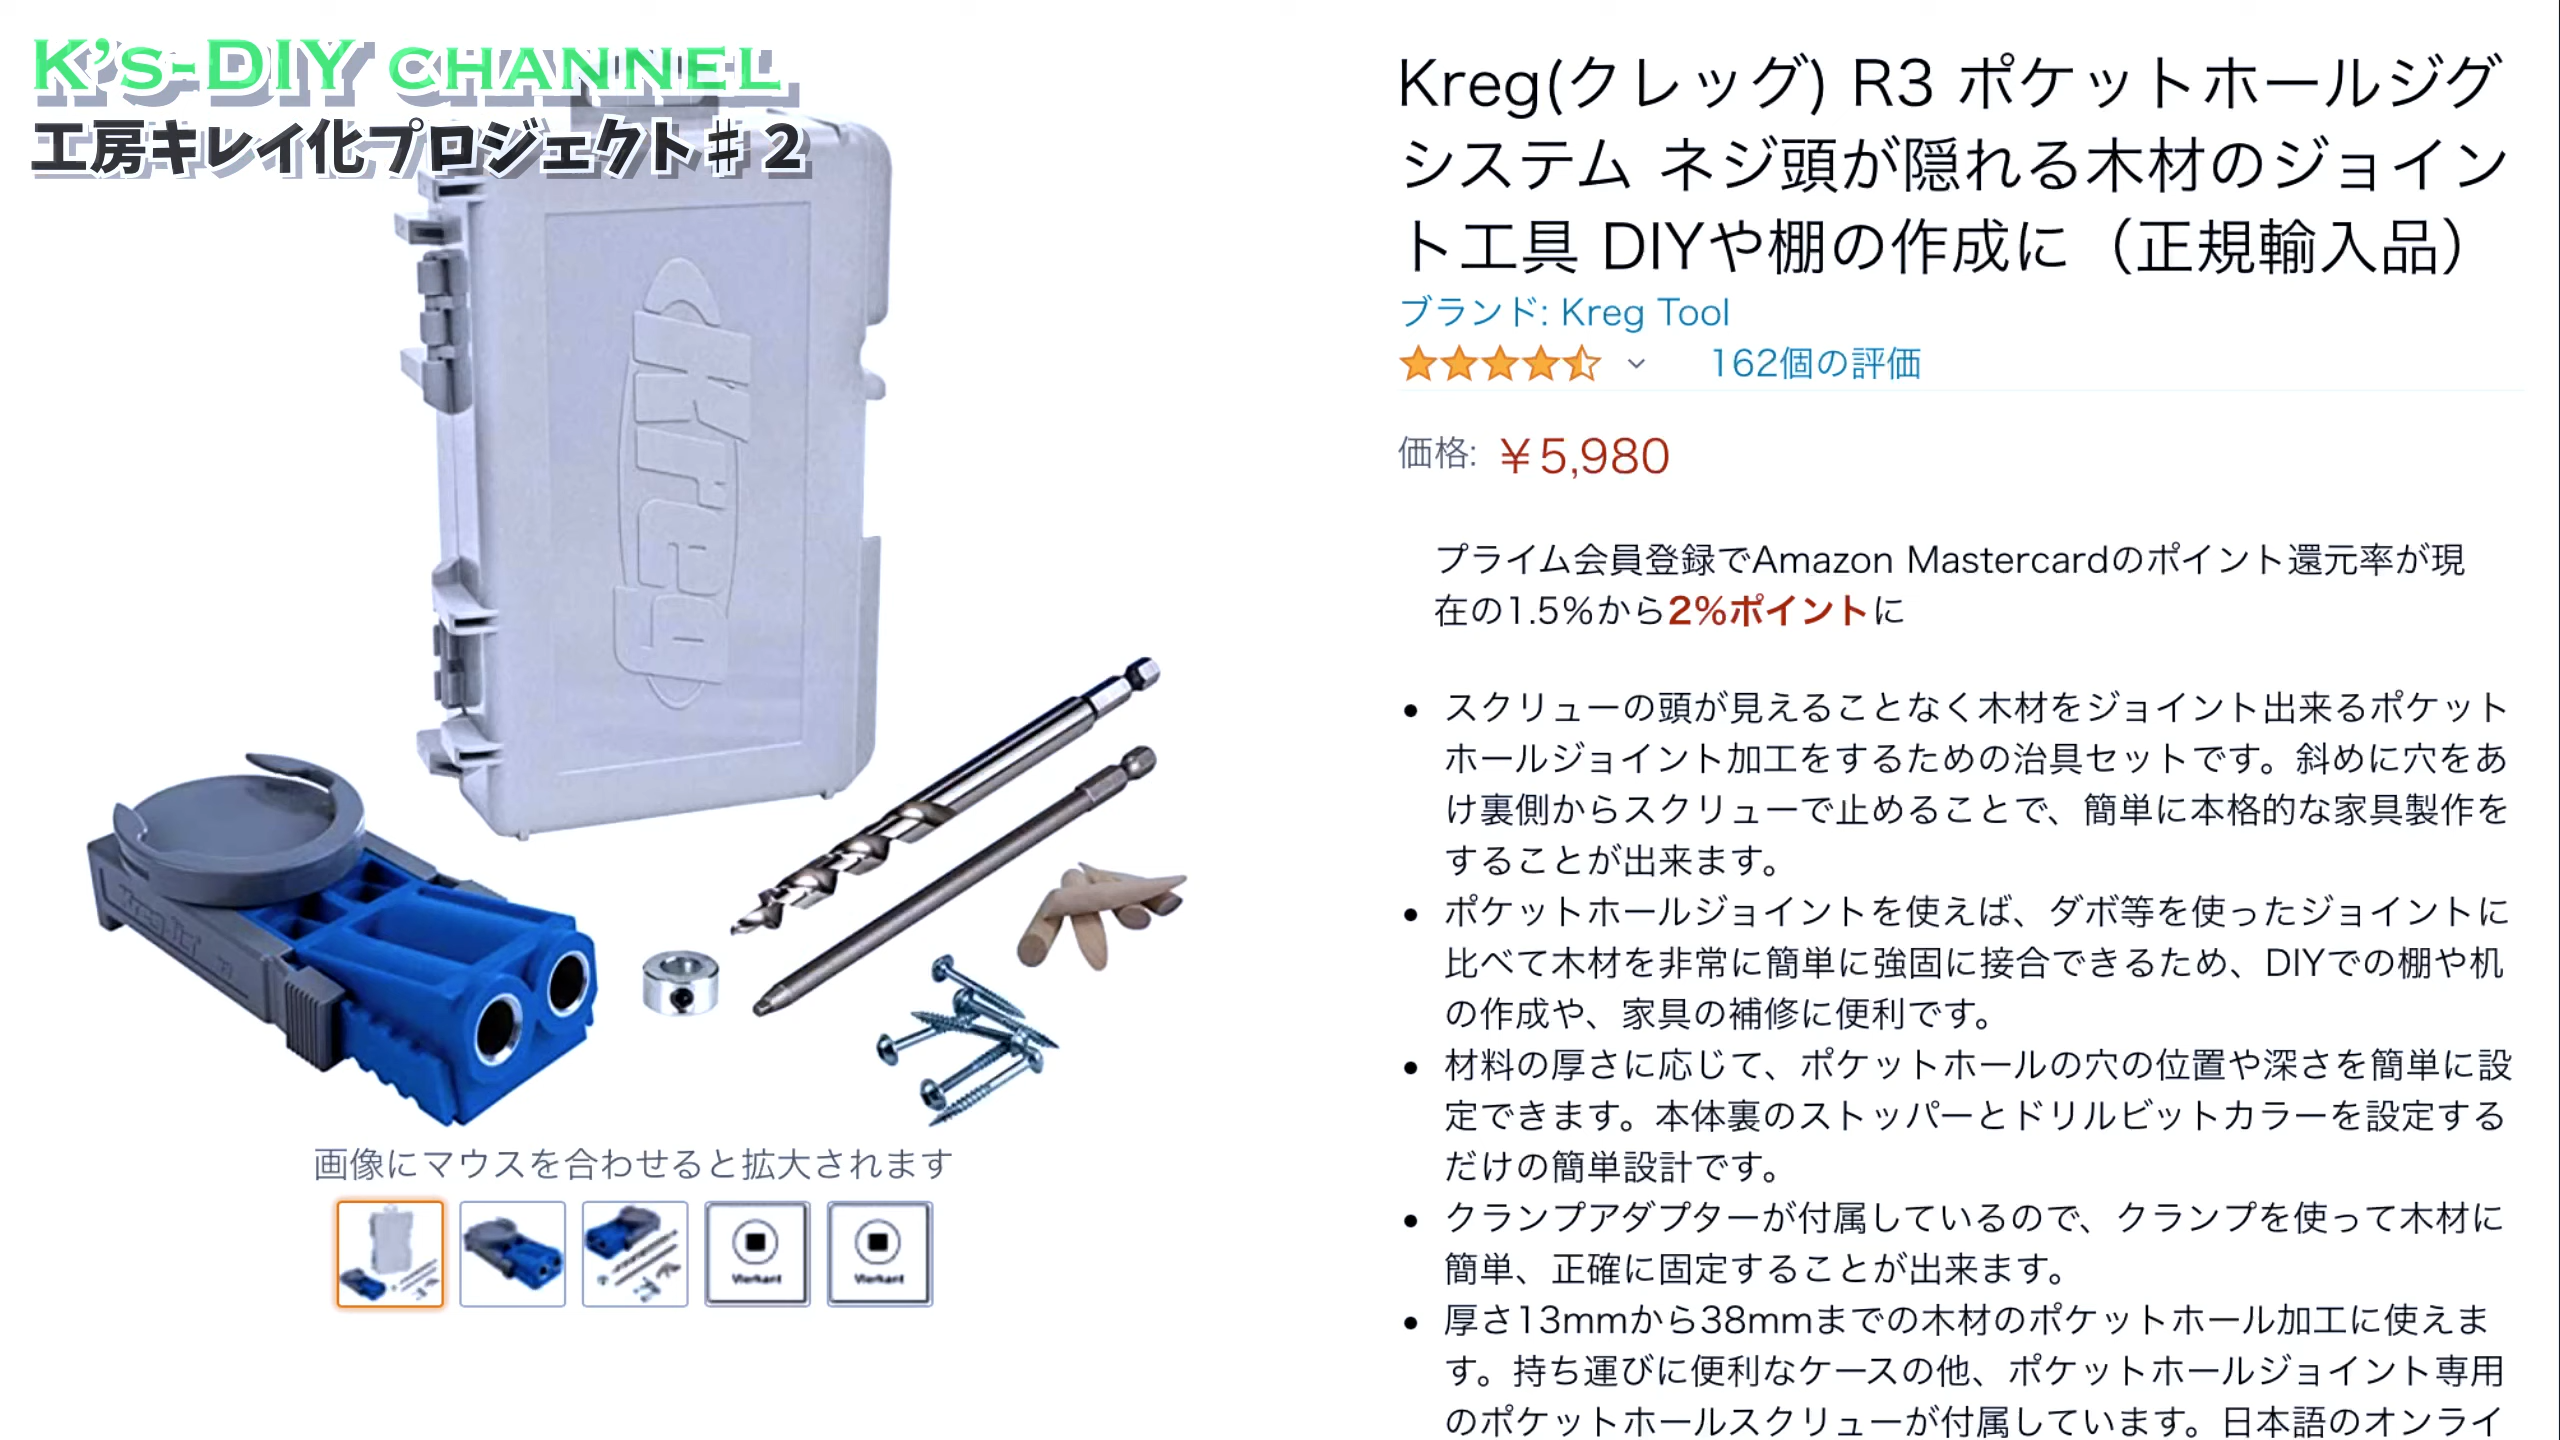 K's-DIY CHANNEL
工房キレイ化プロジェクト♯２
Kreg
Kreg(クレッグ) R3 ポケットホールジグ
システム ネジ頭が隠れる木材のジョイン
ト工具 DIYや棚の作成に（正規輸入品）
ブランド: Kreg Tool
162個の評価
価格: ￥5,980
プライム会員登録でAmazon Mastercardのポイント還元率が現
在の1.5%から2%ポイントに
• スクリューの頭が見えることなく木材をジョイント出来るポケット
ホールジョイント加工をするための治具セットです。斜めに穴をあ
け裏側からスクリューで止めることで、簡単に本格的な家具製作を
することが出来ます。
• ポケットホールジョイントを使えば、ダボ等を使ったジョイントに
比べて木材を非常に簡単に強固に接合できるため、DIYでの棚や机
の作成や、家具の補修に便利です。
• 材料の厚さに応じて、ポケットホールの穴の位置や深さを簡単に設
定できます。本体裏のストッパーとドリルビットカラーを設定する
だけの簡単設計です。
• クランプアダプターが付属しているので、クランプを使って木材に
簡単、正確に固定することが出来ます。
• 厚さ13mmから38mmまでの木材のポケットホール加工に使えま
す。持ち運びに便利なケースの他、ポケットホールジョイント専用
のポケットホールスクリューが付属しています。日本語のオンライ
画像にマウスを合わせると拡大されます
Vierkant
Vierkant